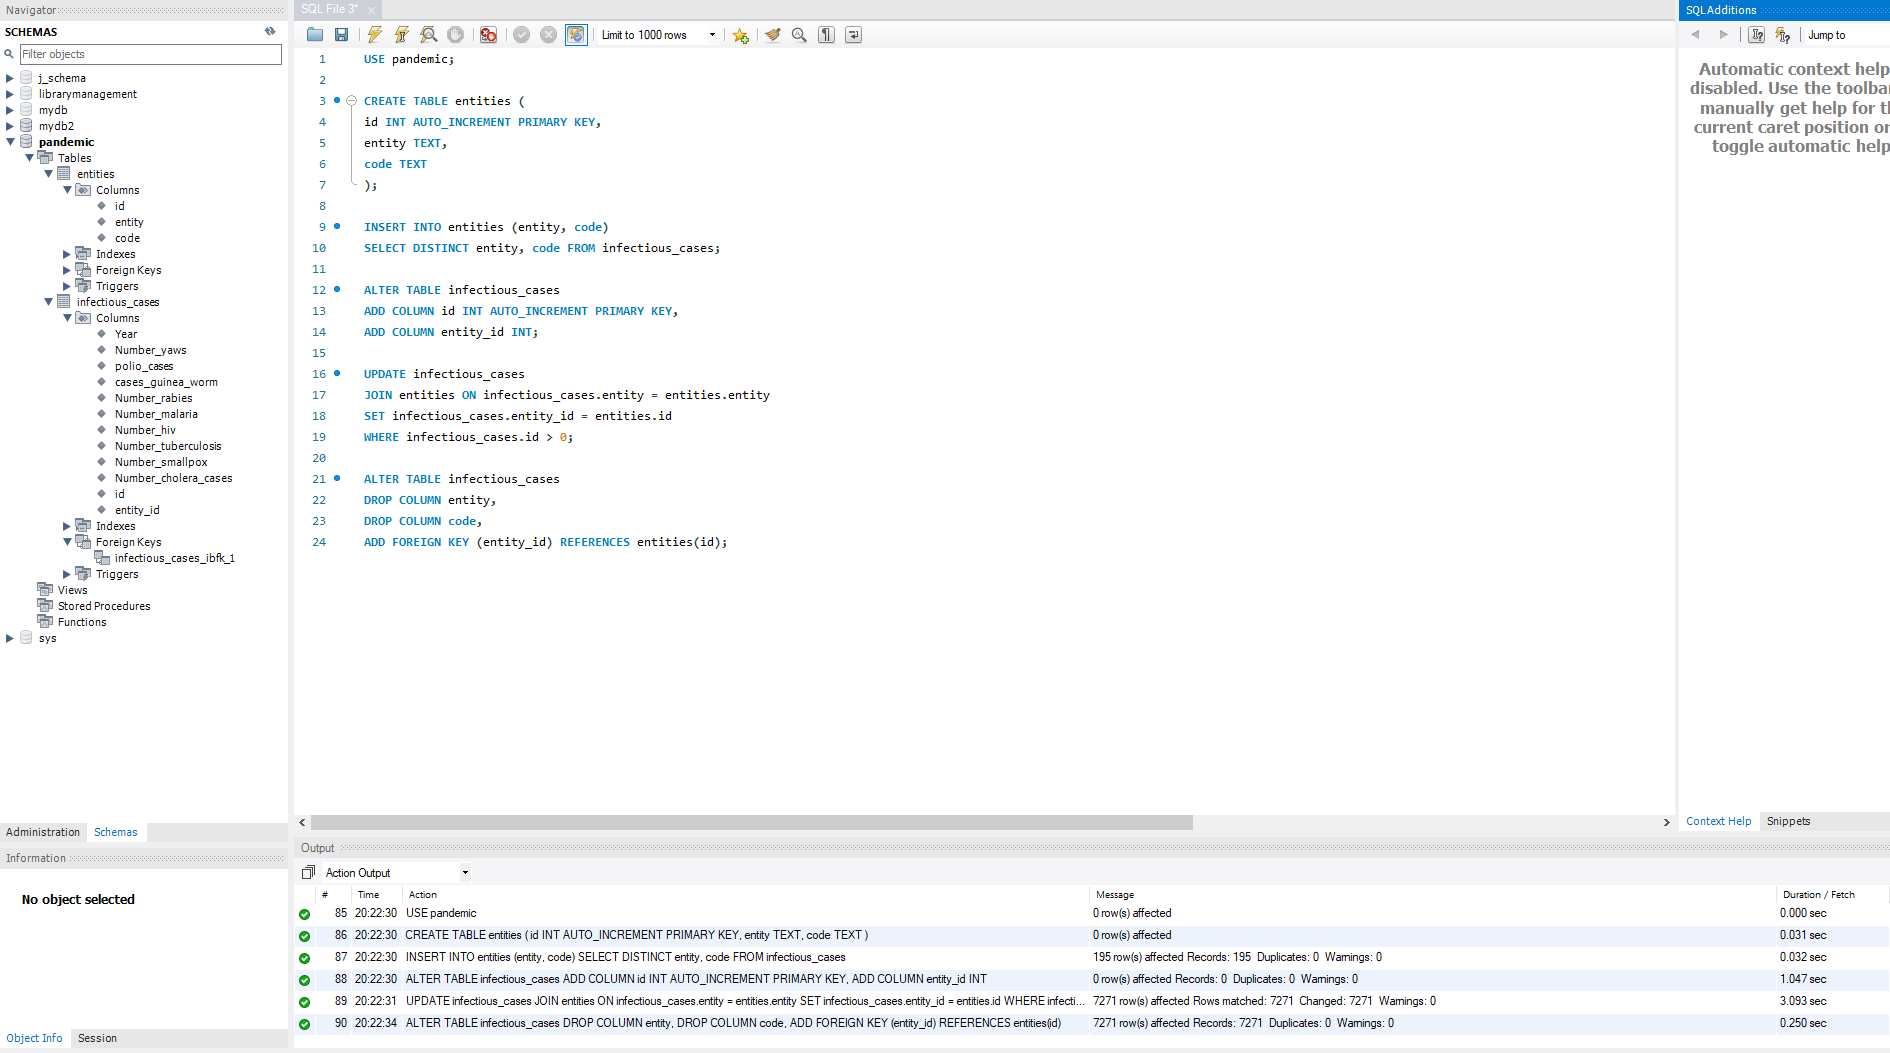 Navigator
SCHEMAS
Filter objects
j_schema
librarymanagement
mydb
mydb2
pandemic
Tables
entities
Columns
id
entity
code
Indexes
Foreign Keys
Triggers
infectious_cases
Columns
Year
Number_yaws
polio_cases
cases_guinea_worm
Number_rabies
Number_malaria
Number_hiv
Number_tuberculosis
Number_smallpox
Number_cholera_cases
id
entity_id
Indexes
Foreign Keys
infectious_cases_ibfk_1
Triggers
Views
Stored Procedures
Functions
sys
Administration Schemas
Information
No object selected
Object Info Session
SQL File 3*
Limit to 1000 rows
1 USE pandemic;
2
3 CREATE TABLE entities (
4 id INT AUTO_INCREMENT PRIMARY KEY,
5 entity TEXT,
6 code TEXT
7 );
8
9 INSERT INTO entities (entity, code)
10 SELECT DISTINCT entity, code FROM infectious_cases;
11
12 ALTER TABLE infectious_cases
13 ADD COLUMN id INT AUTO_INCREMENT PRIMARY KEY,
14 ADD COLUMN entity_id INT;
15
16 UPDATE infectious_cases
17 JOIN entities ON infectious_cases.entity = entities.entity
18 SET infectious_cases.entity_id = entities.id
19 WHERE infectious_cases.id > 0;
20
21 ALTER TABLE infectious_cases
22 DROP COLUMN entity,
23 DROP COLUMN code,
24 ADD FOREIGN KEY (entity_id) REFERENCES entities(id);
SQLAdditions
Jump to
Automatic context help
disabled. Use the toolba
manually get help for t
current caret position o
toggle automatic help
Context Help Snippets
Output
Action Output
# Time Action Message Duration / Fetch
85 20:22:30 USE pandemic 0 row(s) affected 0.000 sec
86 20:22:30 CREATE TABLE entities ( id INT AUTO_INCREMENT PRIMARY KEY, entity TEXT, code TEXT ) 0 row(s) affected 0.031 sec
87 20:22:30 INSERT INTO entities (entity, code) SELECT DISTINCT entity, code FROM infectious_cases 195 row(s) affected Records: 195 Duplicates: 0 Warnings: 0 0.032 sec
88 20:22:30 ALTER TABLE infectious_cases ADD COLUMN id INT AUTO_INCREMENT PRIMARY KEY, ADD COLUMN entity_id INT 0 row(s) affected Records: 0 Duplicates: 0 Warnings: 0 1.047 sec
89 20:22:31 UPDATE infectious_cases JOIN entities ON infectious_cases.entity = entities.entity SET infectious_cases.entity_id = entities.id WHERE infecti... 7271 row(s) affected Rows matched: 7271 Changed: 7271 Warnings: 0 3.093 sec
90 20:22:34 ALTER TABLE infectious_cases DROP COLUMN entity, DROP COLUMN code, ADD FOREIGN KEY (entity_id) REFERENCES entities(id) 7271 row(s) affected Records: 7271 Duplicates: 0 Warnings: 0 0.250 sec